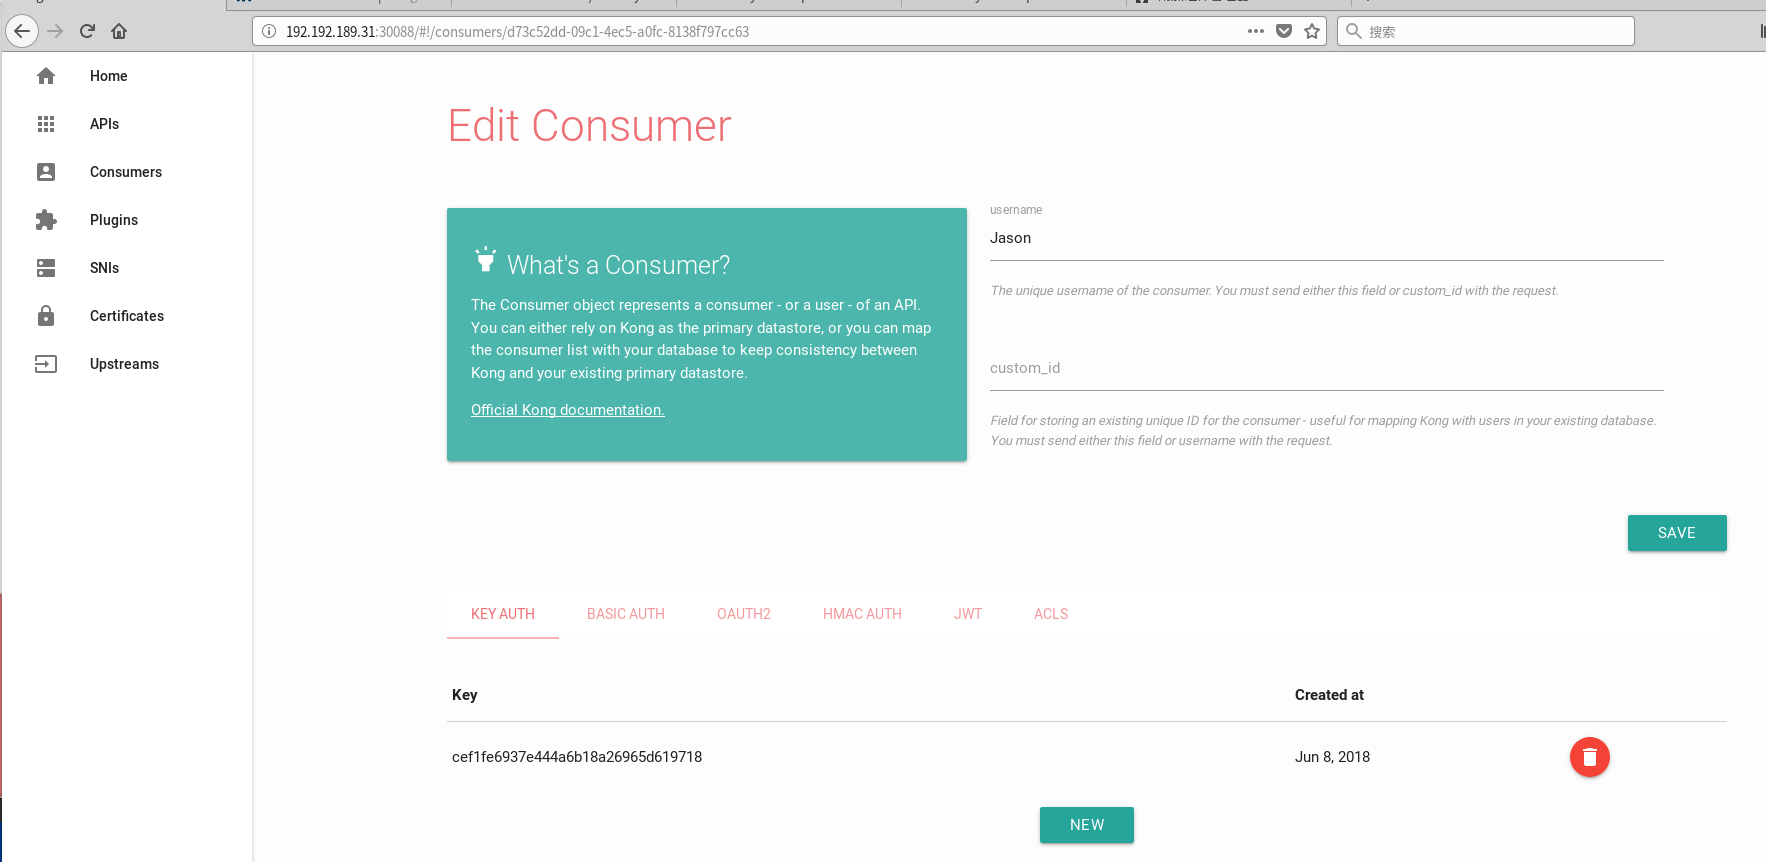 192.192.189.31:30088/#!/consumers/d73c52dd-09c1-4ec5-a0fc-8138f797cc63
搜索
Home
APIs
Consumers
Plugins
SNIs
Certificates
Upstreams
Edit Consumer
What's a Consumer?
The Consumer object represents a consumer - or a user - of an API.
You can either rely on Kong as the primary datastore, or you can map
the consumer list with your database to keep consistency between
Kong and your existing primary datastore.
Official Kong documentation.
username
Jason
The unique username of the consumer. You must send either this field or custom_id with the request.
custom_id
Field for storing an existing unique ID for the consumer - useful for mapping Kong with users in your existing database.
You must send either this field or username with the request.
SAVE
KEY AUTH BASIC AUTH OAUTH2 HMAC AUTH JWT ACLS
Key Created at
cef1fe6937e444a6b18a26965d619718 Jun 8, 2018
NEW